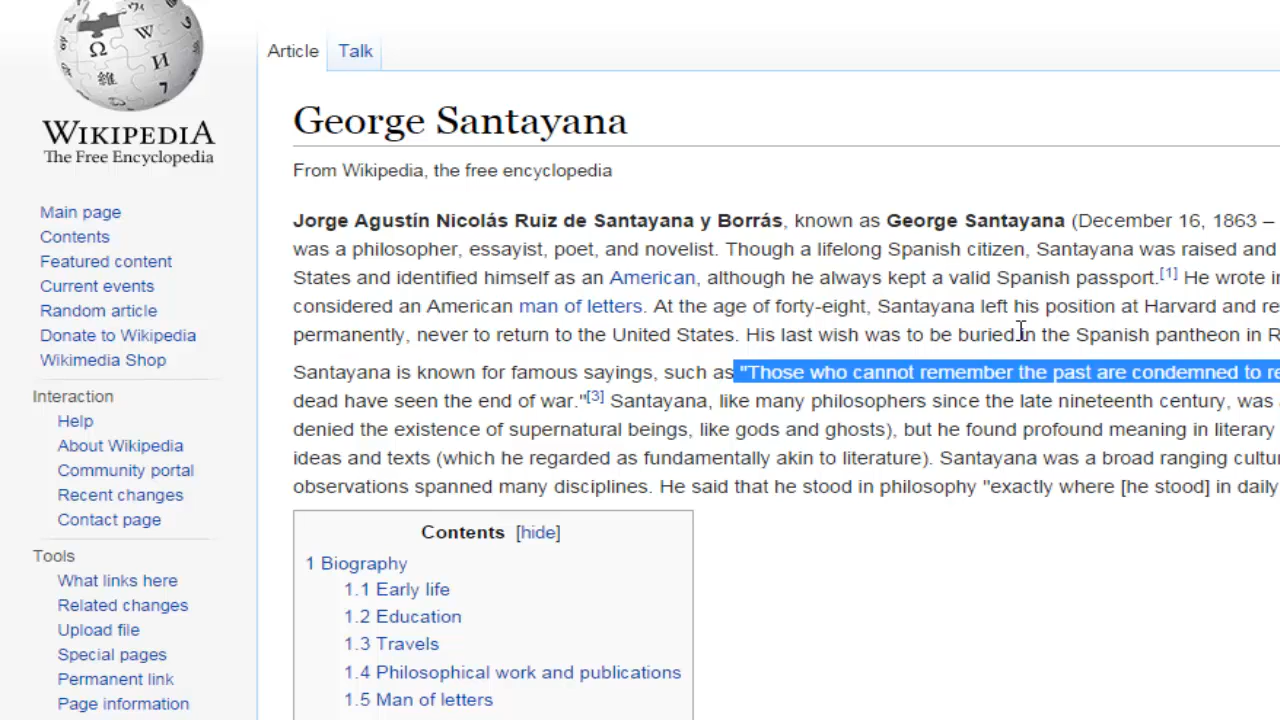 Ω W И 維 7
WIKIPEDIA
The Free Encyclopedia
Main page
Contents
Featured content
Current events
Random article
Donate to Wikipedia
Wikimedia Shop
Interaction
Help
About Wikipedia
Community portal
Recent changes
Contact page
Tools
What links here
Related changes
Upload file
Special pages
Permanent link
Page information
Article Talk
George Santayana
From Wikipedia, the free encyclopedia
Jorge Agustín Nicolás Ruiz de Santayana y Borrás, known as George Santayana (December 16, 1863 –
was a philosopher, essayist, poet, and novelist. Though a lifelong Spanish citizen, Santayana was raised and
States and identified himself as an American, although he always kept a valid Spanish passport.[1] He wrote in
considered an American man of letters. At the age of forty-eight, Santayana left his position at Harvard and re
permanently, never to return to the United States. His last wish was to be buried in the Spanish pantheon in R
Santayana is known for famous sayings, such as "Those who cannot remember the past are condemned to re
dead have seen the end of war."[3] Santayana, like many philosophers since the late nineteenth century, was
denied the existence of supernatural beings, like gods and ghosts), but he found profound meaning in literary
ideas and texts (which he regarded as fundamentally akin to literature). Santayana was a broad ranging cultur
observations spanned many disciplines. He said that he stood in philosophy "exactly where [he stood] in daily
Contents [hide]
1 Biography
1.1 Early life
1.2 Education
1.3 Travels
1.4 Philosophical work and publications
1.5 Man of letters